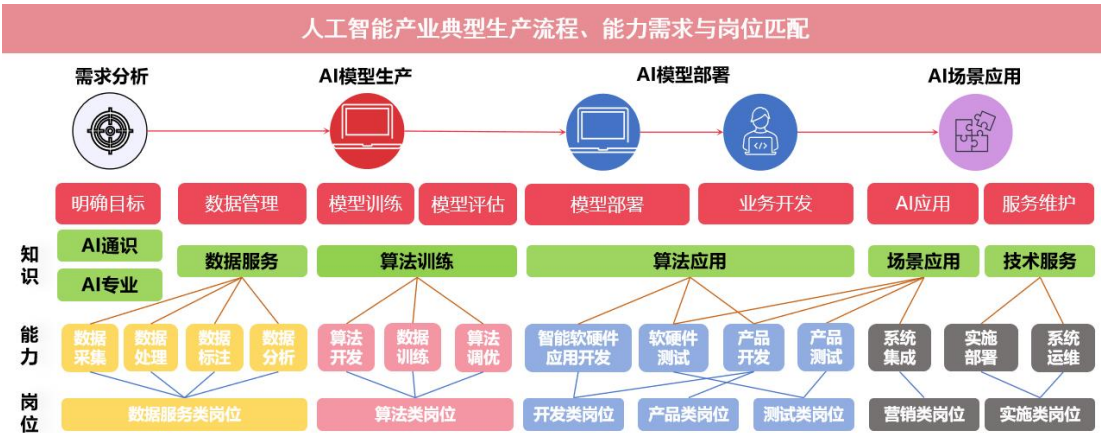 人工智能产业典型生产流程、能力需求与岗位匹配
需求分析
AI模型生产
AI模型部署
AI场景应用
</>
明确目标
数据管理
模型训练
模型评估
模型部署
业务开发
AI应用
服务维护
知
识
AI通识
AI专业
数据服务
算法训练
算法应用
场景应用
技术服务
能
力
数据
采集
数据
处理
数据
标注
数据
分析
算法
开发
数据
训练
算法
调优
智能软硬件
应用开发
软硬件
测试
产品
开发
产品
测试
系统
集成
实施
部署
系统
运维
岗
位
数据服务类岗位
算法类岗位
开发类岗位
产品类岗位
测试类岗位
营销类岗位
实施类岗位